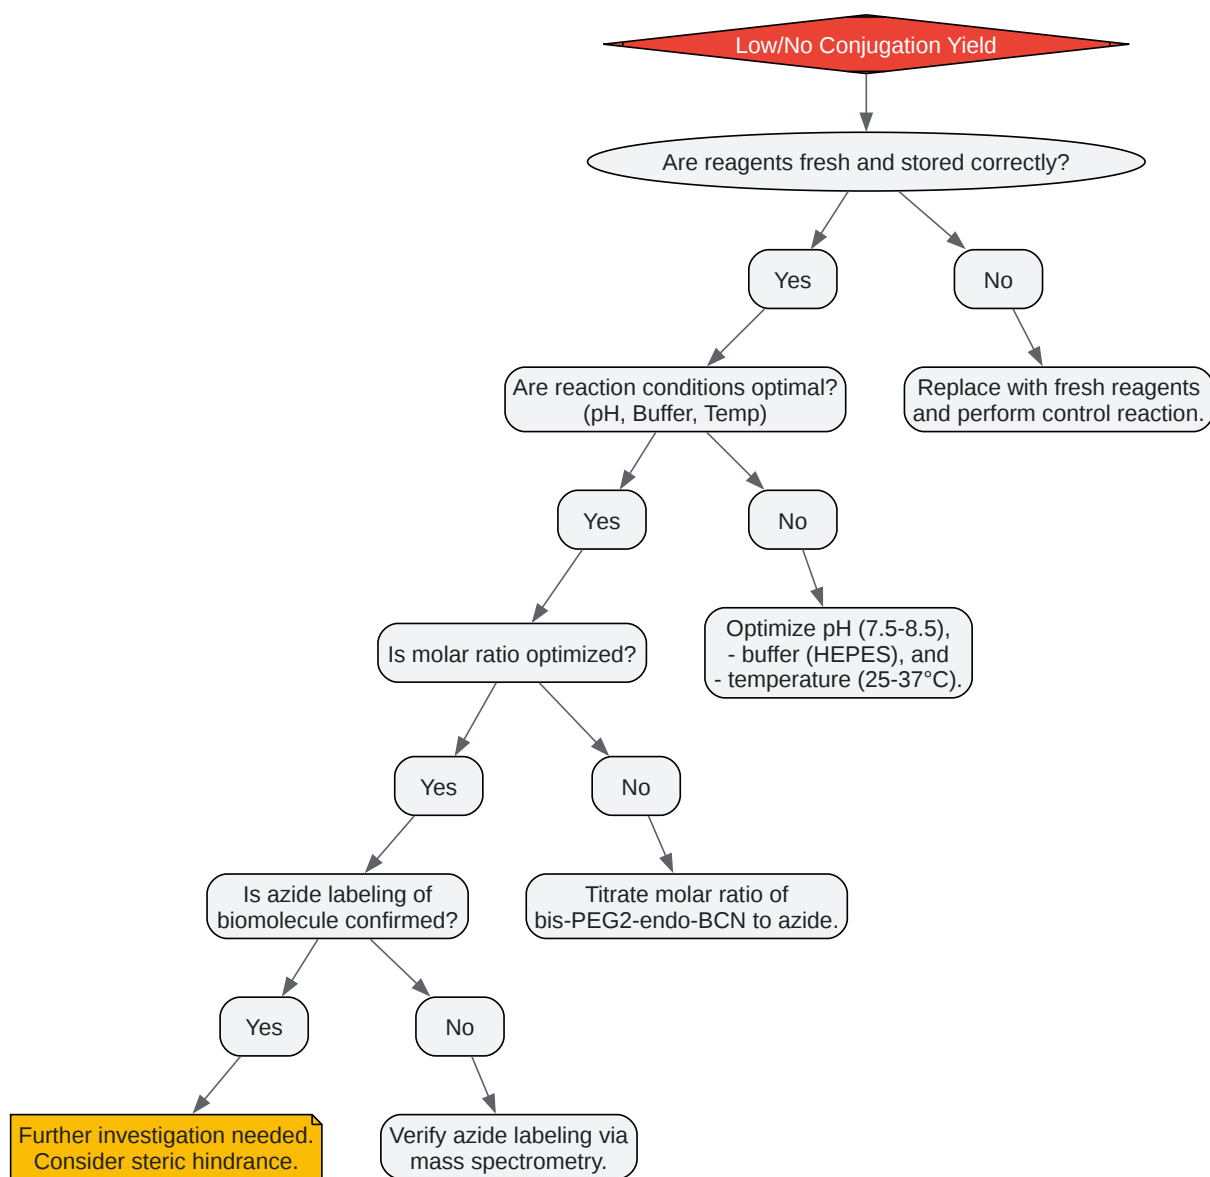 Low/No Conjugation Yield
Are reagents fresh and stored correctly?
Yes
No
Are reaction conditions optimal?
(pH, Buffer, Temp)
Replace with fresh reagents
and perform control reaction.
Yes
No
Is molar ratio optimized?
Optimize pH (7.5-8.5),
- buffer (HEPES), and
- temperature (25-37°C).
Yes
No
Is azide labeling of
biomolecule confirmed?
Titrate molar ratio of
bis-PEG2-endo-BCN to azide.
Yes
No
Further investigation needed.
Consider steric hindrance.
Verify azide labeling via
mass spectrometry.